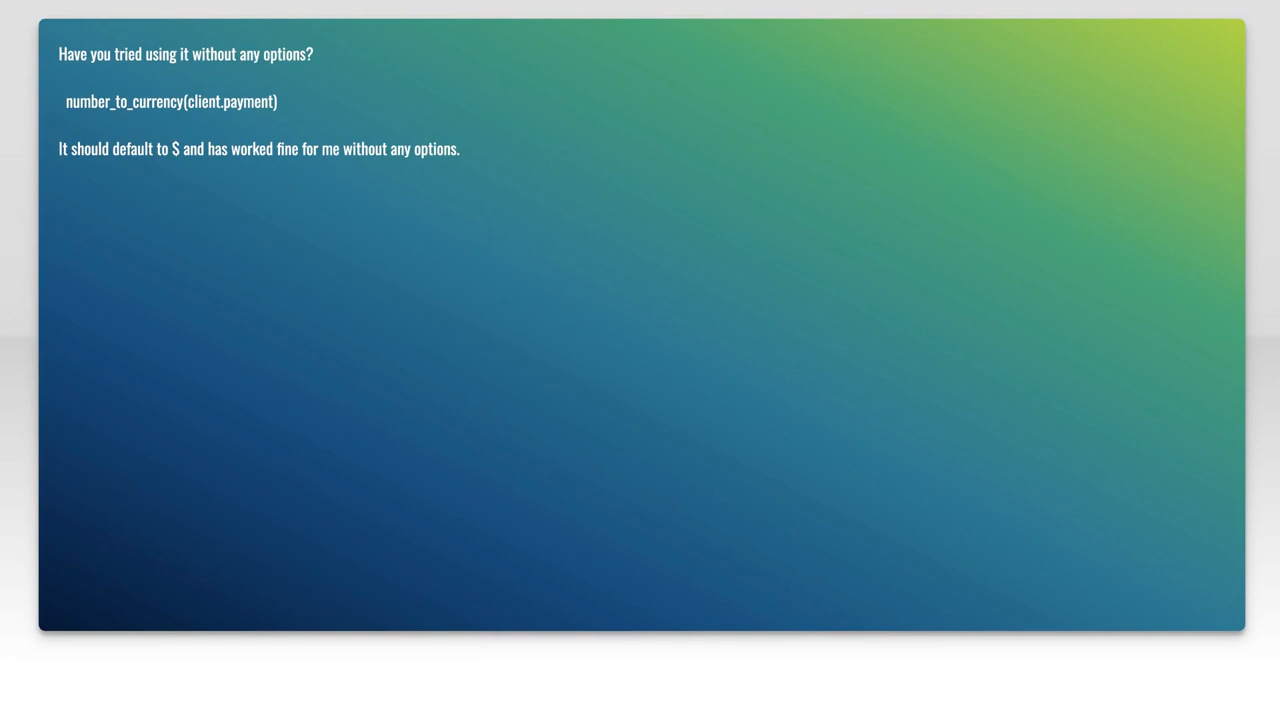 Have you tried using it without any options?
number_to_currency(client.payment)
It should default to $ and has worked fine for me without any options.